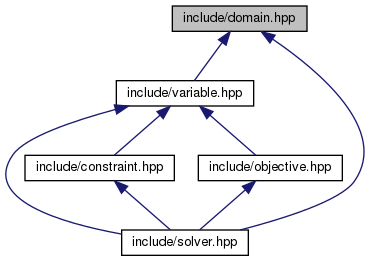 include/domain.hpp
include/variable.hpp
include/constraint.hpp
include/objective.hpp
include/solver.hpp